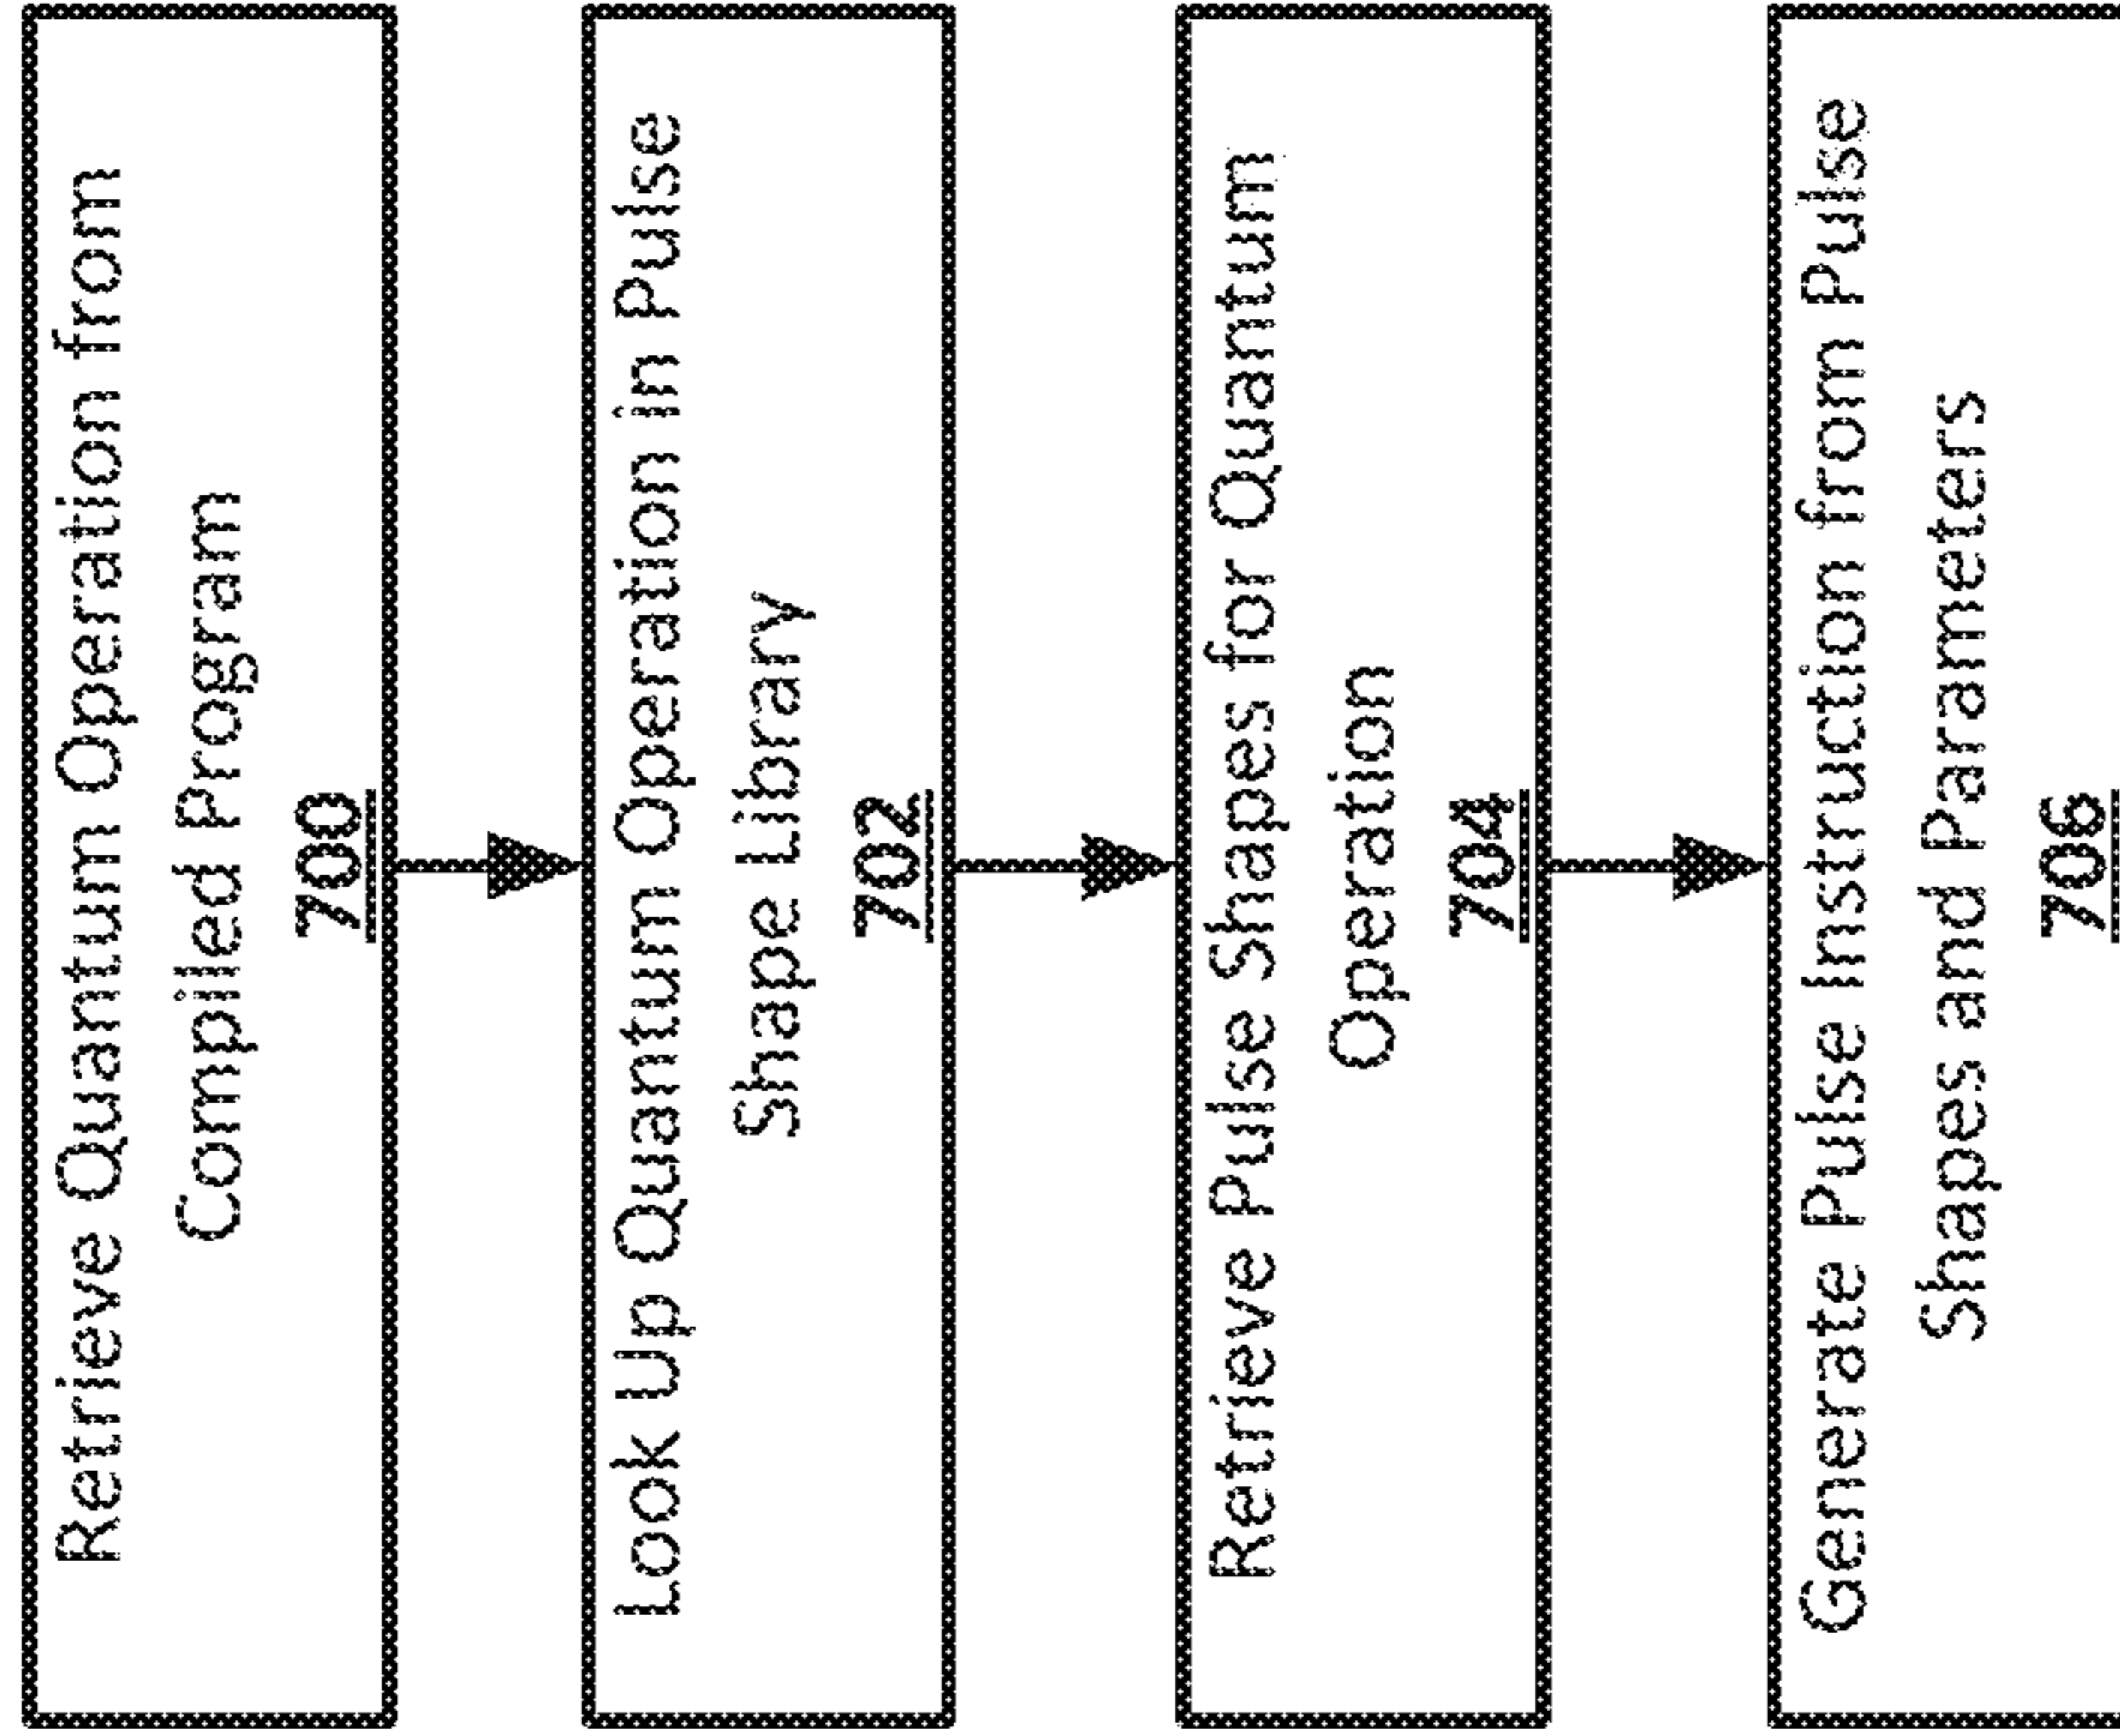 Retrieve Quantum Operation from
Compiled Program
700
Look Up Quantum Operation in Pulse
Shape Library
702
Retrieve Pulse Shapes for Quantum
Operation
704
Generate Pulse Instruction from Pulse
Shapes and Parameters
706